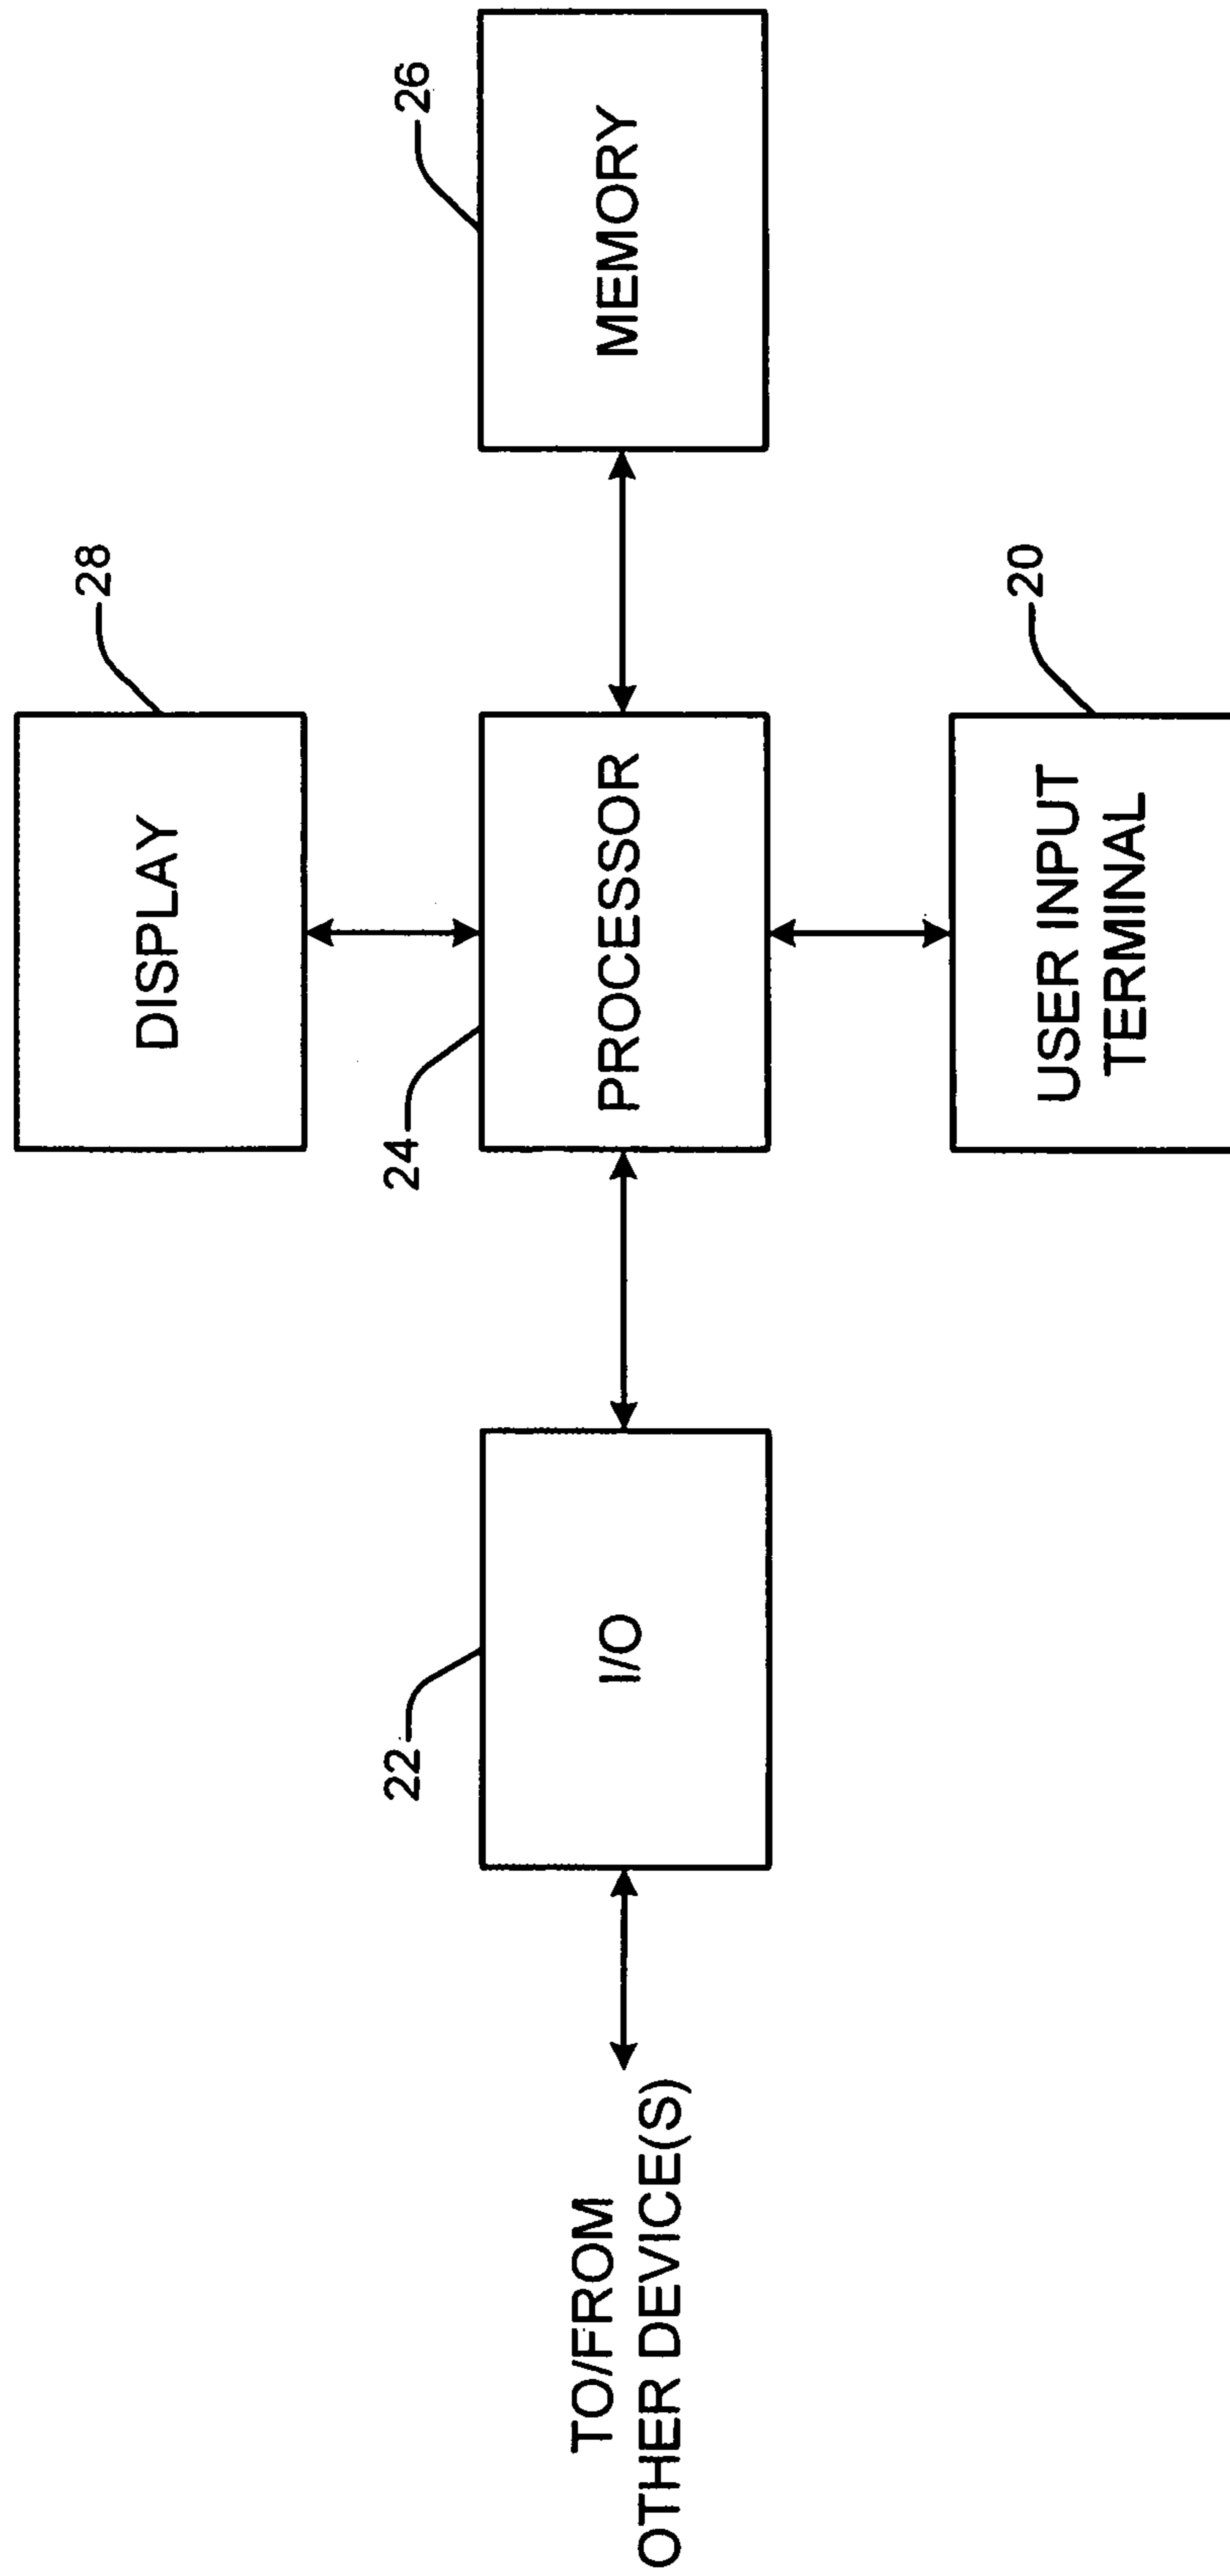 28
DISPLAY
22
24
26
TO/FROM
OTHER DEVICE(S)
I/O
PROCESSOR
MEMORY
20
USER INPUT
TERMINAL